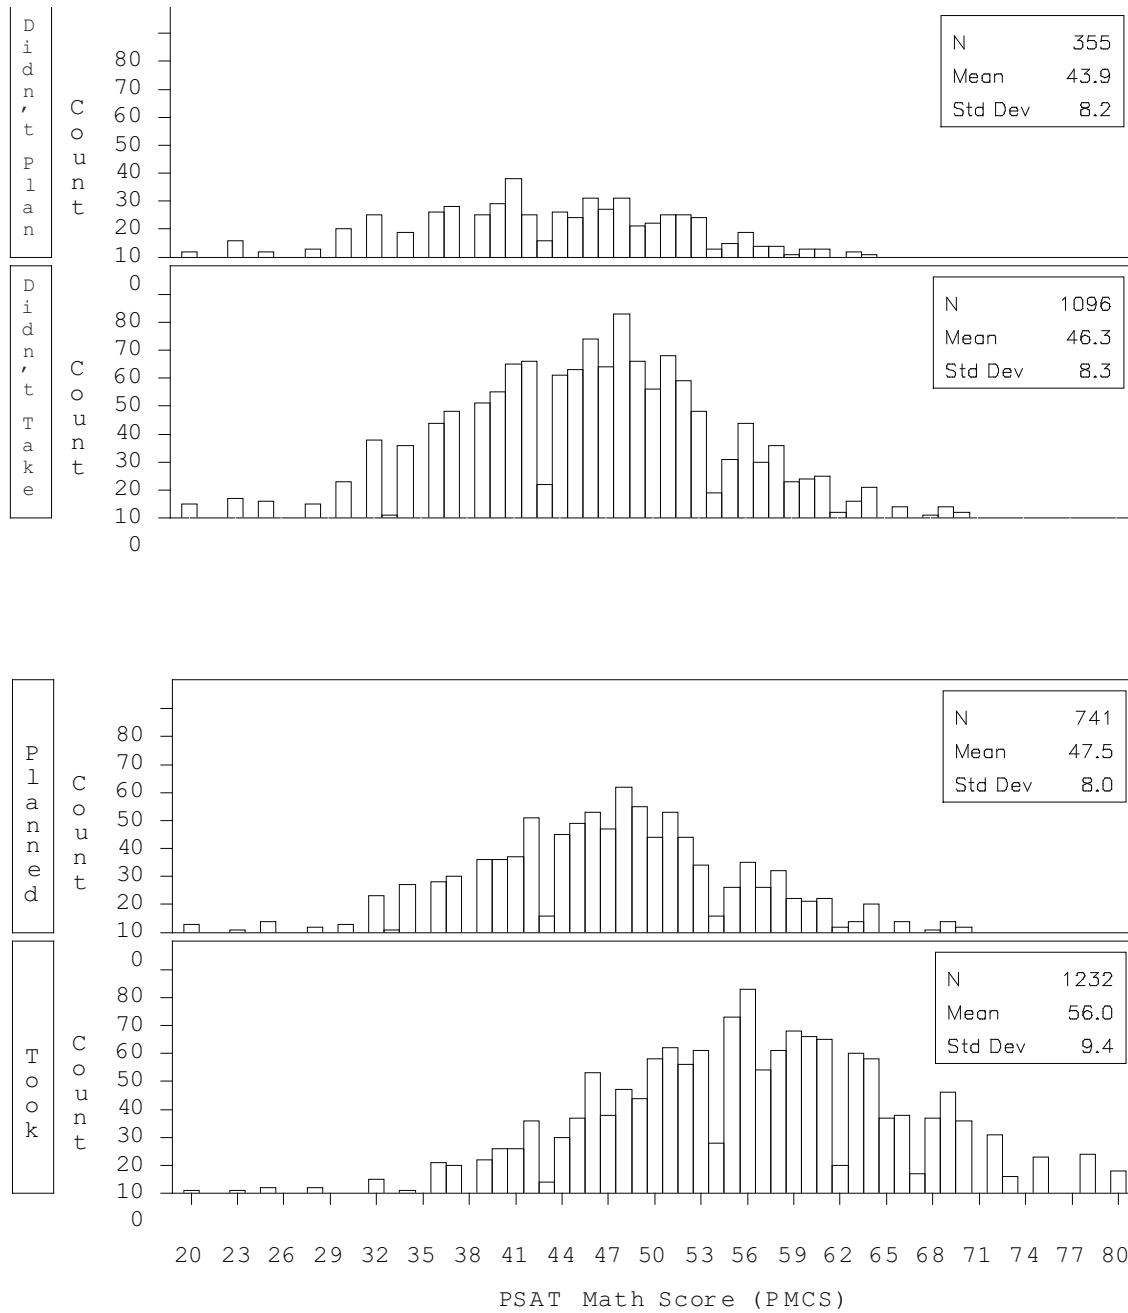 Didn't Plan
Count
80
70
60
50
40
30
20
10
0
N 355
Mean 43.9
Std Dev 8.2
Didn't Take
Count
80
70
60
50
40
30
20
10
0
N 1096
Mean 46.3
Std Dev 8.3
Planned
Count
80
70
60
50
40
30
20
10
0
N 741
Mean 47.5
Std Dev 8.0
Took
Count
80
70
60
50
40
30
20
10
0
N 1232
Mean 56.0
Std Dev 9.4
20 23 26 29 32 35 38 41 44 47 50 53 56 59 62 65 68 71 74 77 80
PSAT Math Score (PMCS)